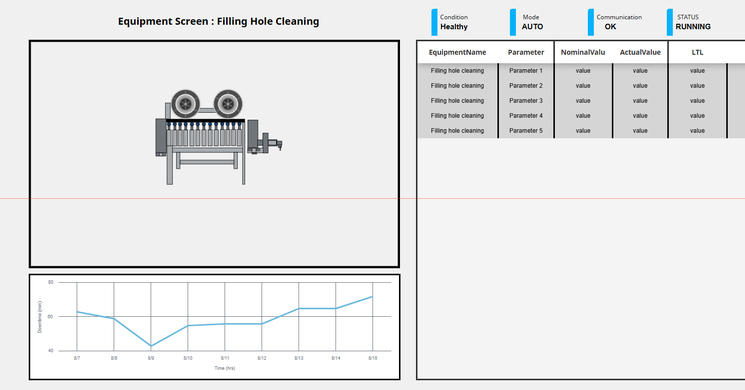 Equipment Screen : Filling Hole Cleaning
Condition
Healthy
Mode
AUTO
Communication
OK
STATUS
RUNNING
EquipmentName Parameter NominalValu ActualValue LTL
Filling hole cleaning Parameter 1 value value value
Filling hole cleaning Parameter 2 value value value
Filling hole cleaning Parameter 3 value value value
Filling hole cleaning Parameter 4 value value value
Filling hole cleaning Parameter 5 value value value
80
60
40
Downtime (min)
8/7 8/8 8/9 8/10 8/11 8/12 8/13 8/14 8/15
Time (hrs)